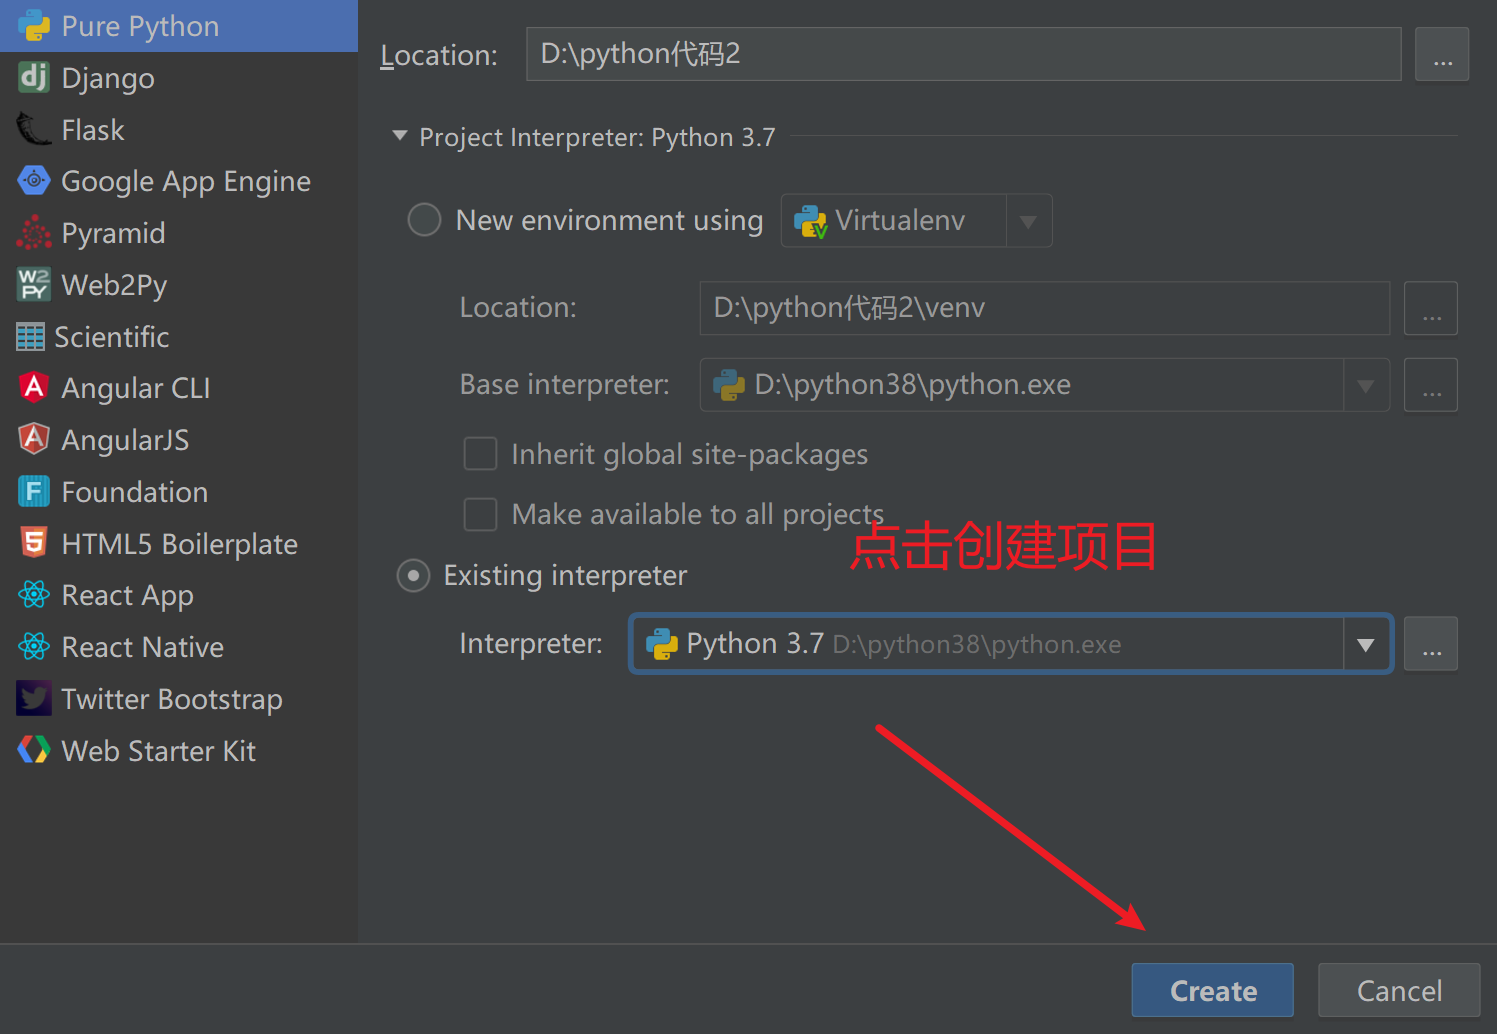 Pure Python
Django
Flask
Google App Engine
Pyramid
Web2Py
Scientific
Angular CLI
AngularJS
Foundation
HTML5 Boilerplate
React App
React Native
Twitter Bootstrap
Web Starter Kit
Location: D:\python代码2 ...
Project Interpreter: Python 3.7
New environment using Virtualenv
Location: D:\python代码2\venv ...
Base interpreter: D:\python38\python.exe ...
Inherit global site-packages
Make available to all projects
点击创建项目
Existing interpreter
Interpreter: Python 3.7 D:\python38\python.exe ...
Create Cancel